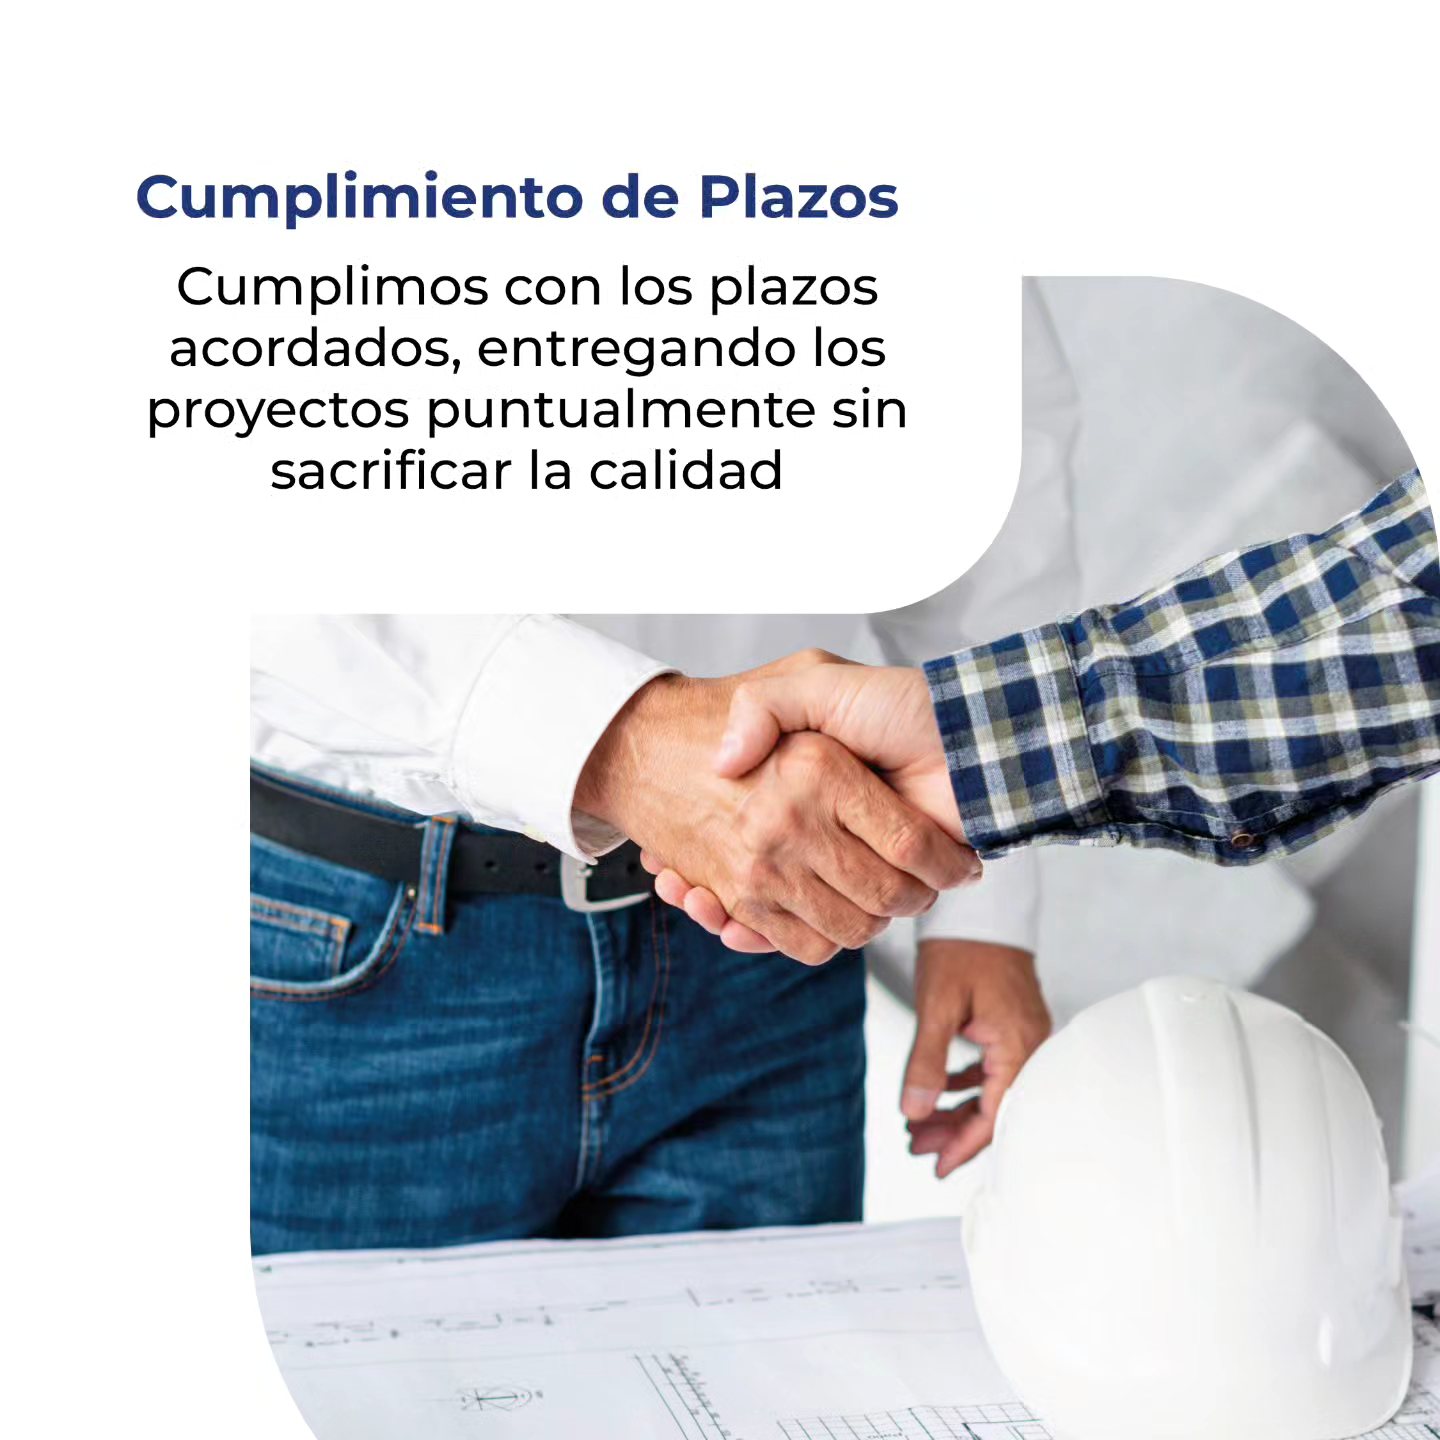 Cumplimiento de Plazos
Cumplimos con los plazos
acordados, entregando los
proyectos puntualmente sin
sacrificar la calidad